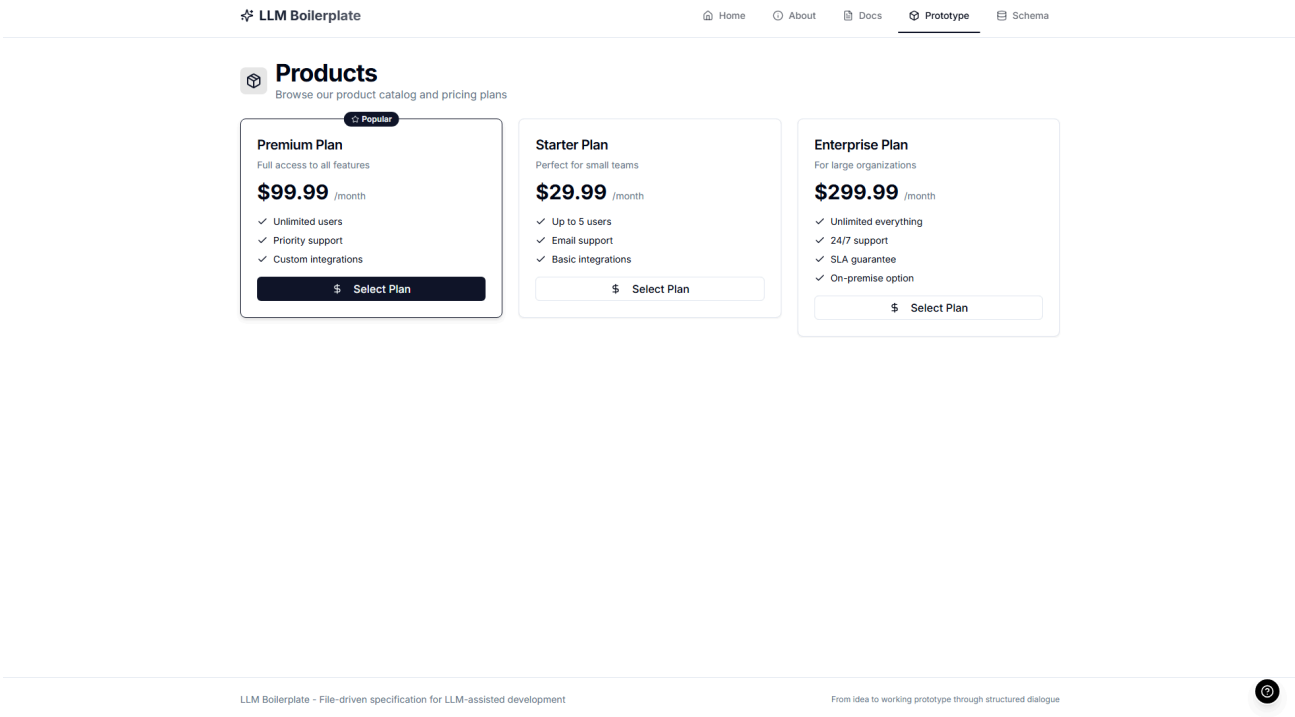 LLM Boilerplate
Home About Docs Prototype Schema
Products
Browse our product catalog and pricing plans
Popular
Premium Plan
Full access to all features
$99.99 /month
Unlimited users
Priority support
Custom integrations
$ Select Plan
Starter Plan
Perfect for small teams
$29.99 /month
Up to 5 users
Email support
Basic integrations
$ Select Plan
Enterprise Plan
For large organizations
$299.99 /month
Unlimited everything
24/7 support
SLA guarantee
On-premise option
$ Select Plan
LLM Boilerplate - File-driven specification for LLM-assisted development
From idea to working prototype through structured dialogue
?